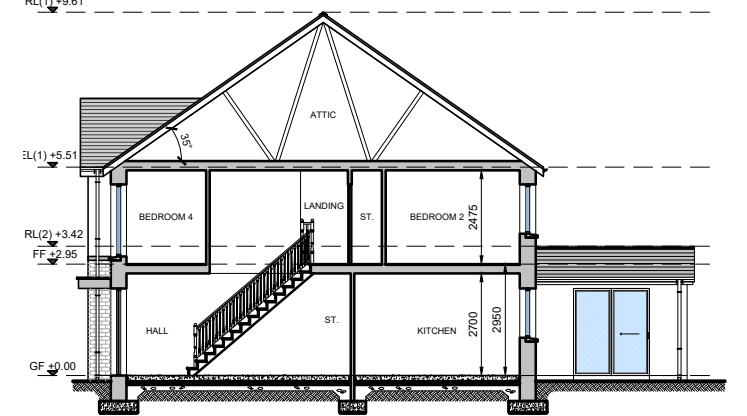 RL(1) +9.61
ATTIC
35°
EL(1) +5.51
BEDROOM 4
LANDING
ST.
BEDROOM 2
2475
RL(2) +3.42
FF +2.95
HALL
ST.
KITCHEN
2700
2950
GF +0.00